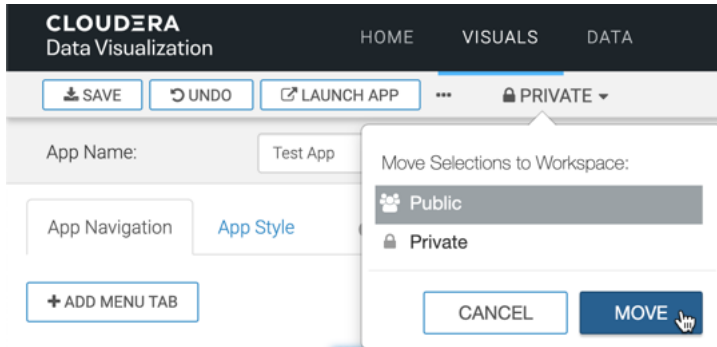 CLOUDERA
Data Visualization
HOME VISUALS DATA
SAVE UNDO LAUNCH APP ... PRIVATE
App Name: Test App
Move Selections to Workspace:
Public
Private
App Navigation App Style
+ ADD MENU TAB
CANCEL MOVE